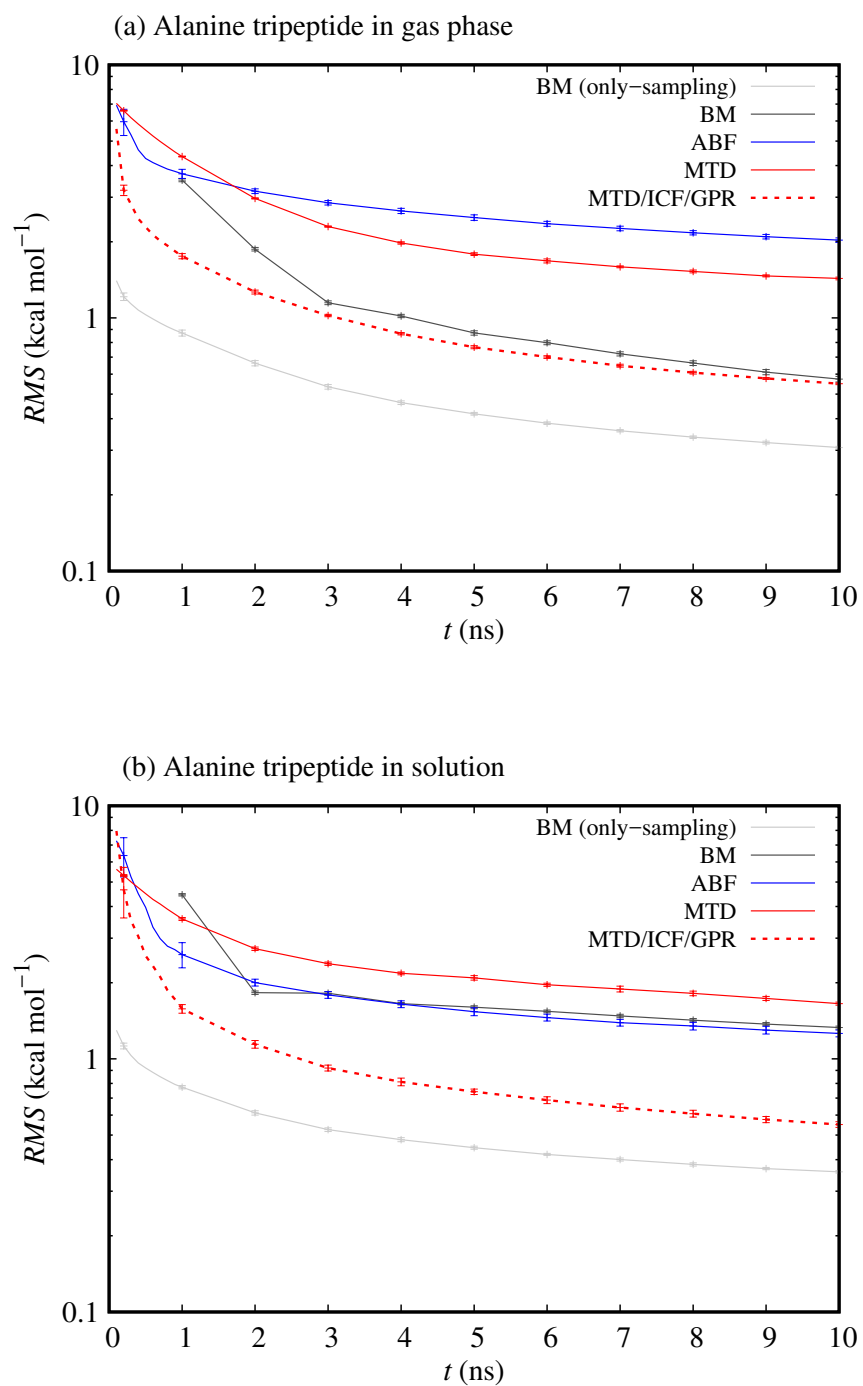 (a) Alanine tripeptide in gas phase
10
1
0.1
RMS (kcal mol⁻¹)
BM (only−sampling)
BM
ABF
MTD
MTD/ICF/GPR
0 1 2 3 4 5 6 7 8 9 10
t (ns)
(b) Alanine tripeptide in solution
10
1
0.1
RMS (kcal mol⁻¹)
BM (only−sampling)
BM
ABF
MTD
MTD/ICF/GPR
0 1 2 3 4 5 6 7 8 9 10
t (ns)